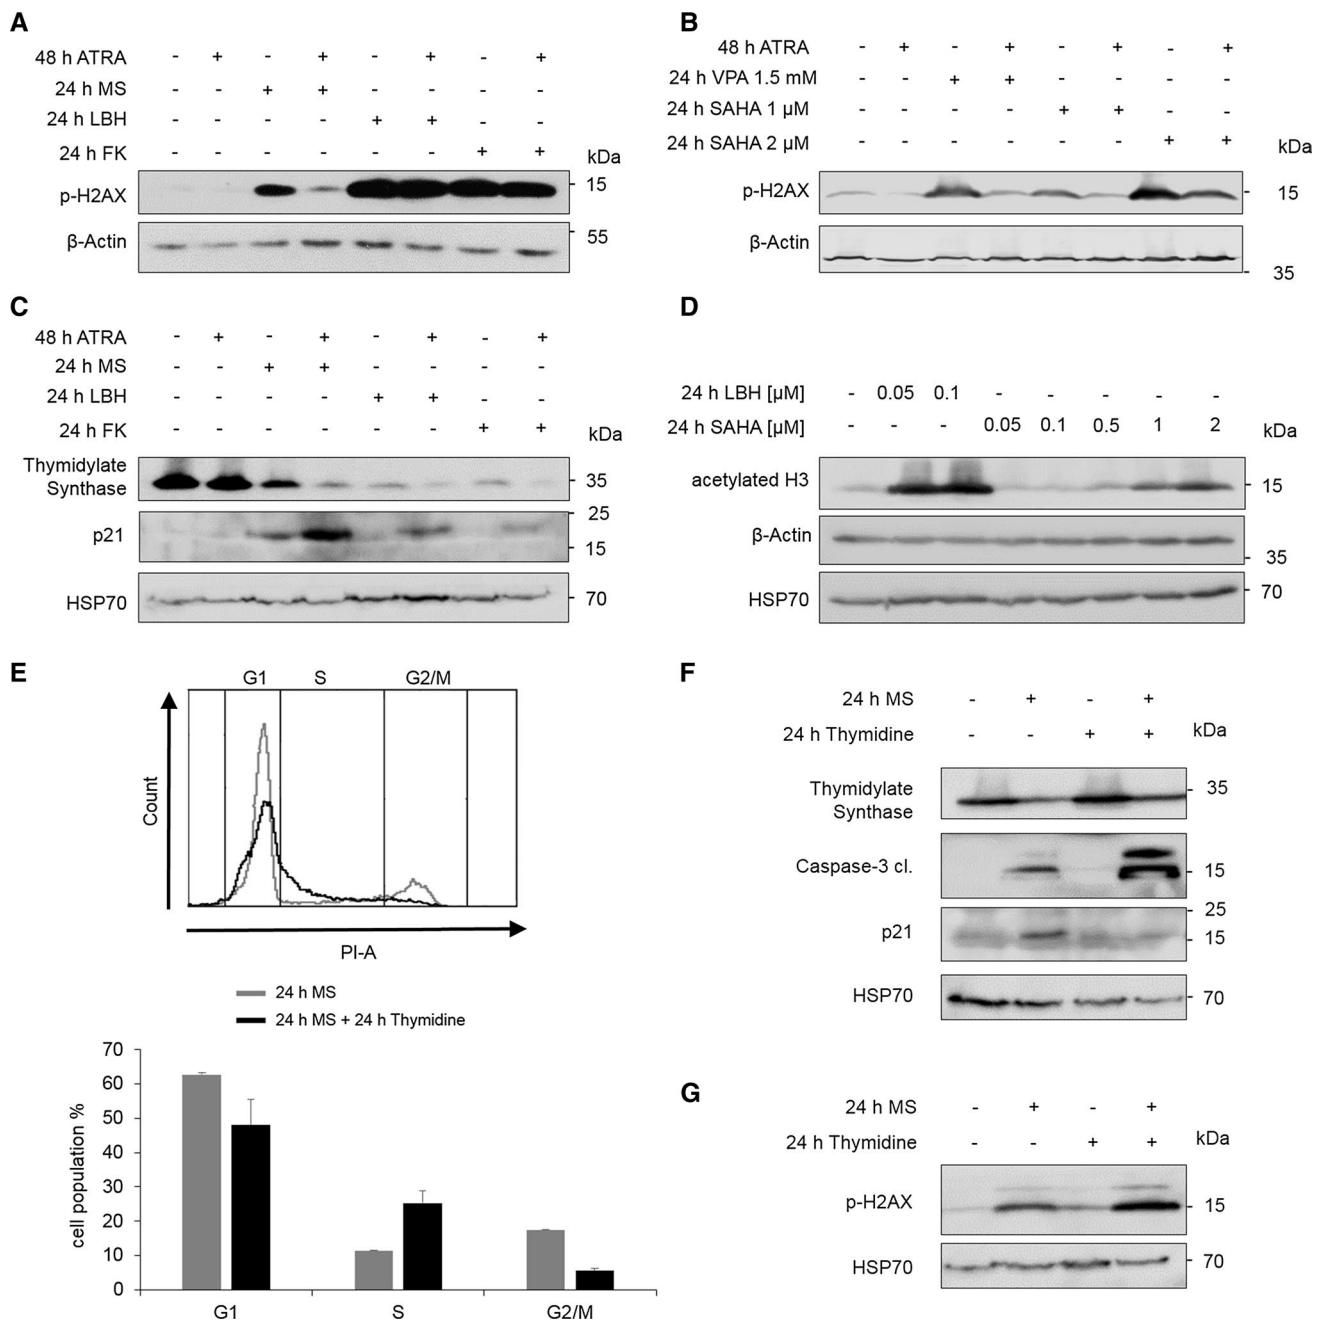 A
48 h ATRA - + - + - + - +
24 h MS - - + + - - - -
24 h LBH - - - - + + - -
24 h FK - - - - - - + +
kDa
p-H2AX 15
β-Actin 55
B
48 h ATRA - + - + - + - +
24 h VPA 1.5 mM - - + + - - - -
24 h SAHA 1 µM - - - - + + - -
24 h SAHA 2 µM - - - - - - + +
kDa
p-H2AX 15
β-Actin
35
C
48 h ATRA - + - + - + - +
24 h MS - - + + - - - -
24 h LBH - - - - + + - -
24 h FK - - - - - - + +
kDa
Thymidylate
Synthase 35
p21 25
15
HSP70 70
D
24 h LBH [µM] - 0.05 0.1 - - - - -
24 h SAHA [µM] - - - 0.05 0.1 0.5 1 2
kDa
acetylated H3 15
β-Actin
35
HSP70 70
E
G1 S G2/M
Count
PI-A
24 h MS
24 h MS + 24 h Thymidine
cell population %
70
60
50
40
30
20
10
0
G1 S G2/M
F
24 h MS - + - +
24 h Thymidine - - + +
kDa
Thymidylate
Synthase 35
Caspase-3 cl. 15
p21 25
15
HSP70 70
G
24 h MS - + - +
24 h Thymidine - - + +
kDa
p-H2AX 15
HSP70 70